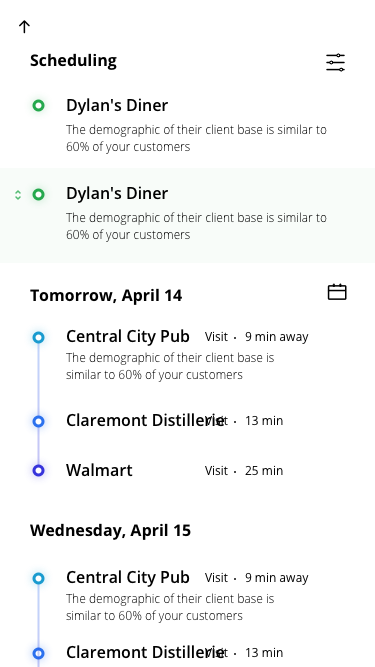 Scheduling
Dylan's Diner
The demographic of their client base is similar to
60% of your customers
Dylan's Diner
The demographic of their client base is similar to
60% of your customers
Tomorrow, April 14
Central City Pub Visit · 9 min away
The demographic of their client base is
similar to 60% of your customers
Claremont Distillerie Visit · 13 min
Walmart Visit · 25 min
Wednesday, April 15
Central City Pub Visit · 9 min away
The demographic of their client base is
similar to 60% of your customers
Claremont Distillerie Visit · 13 min